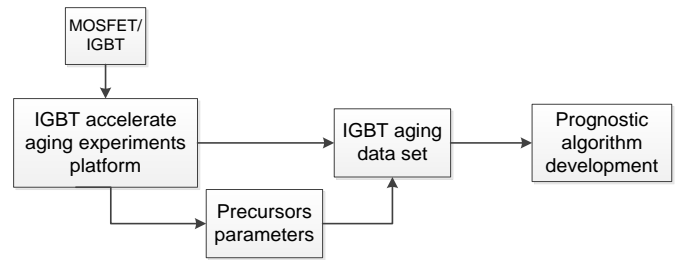 MOSFET/
IGBT
IGBT accelerate
aging experiments
platform
IGBT aging
data set
Prognostic
algorithm
development
Precursors
parameters